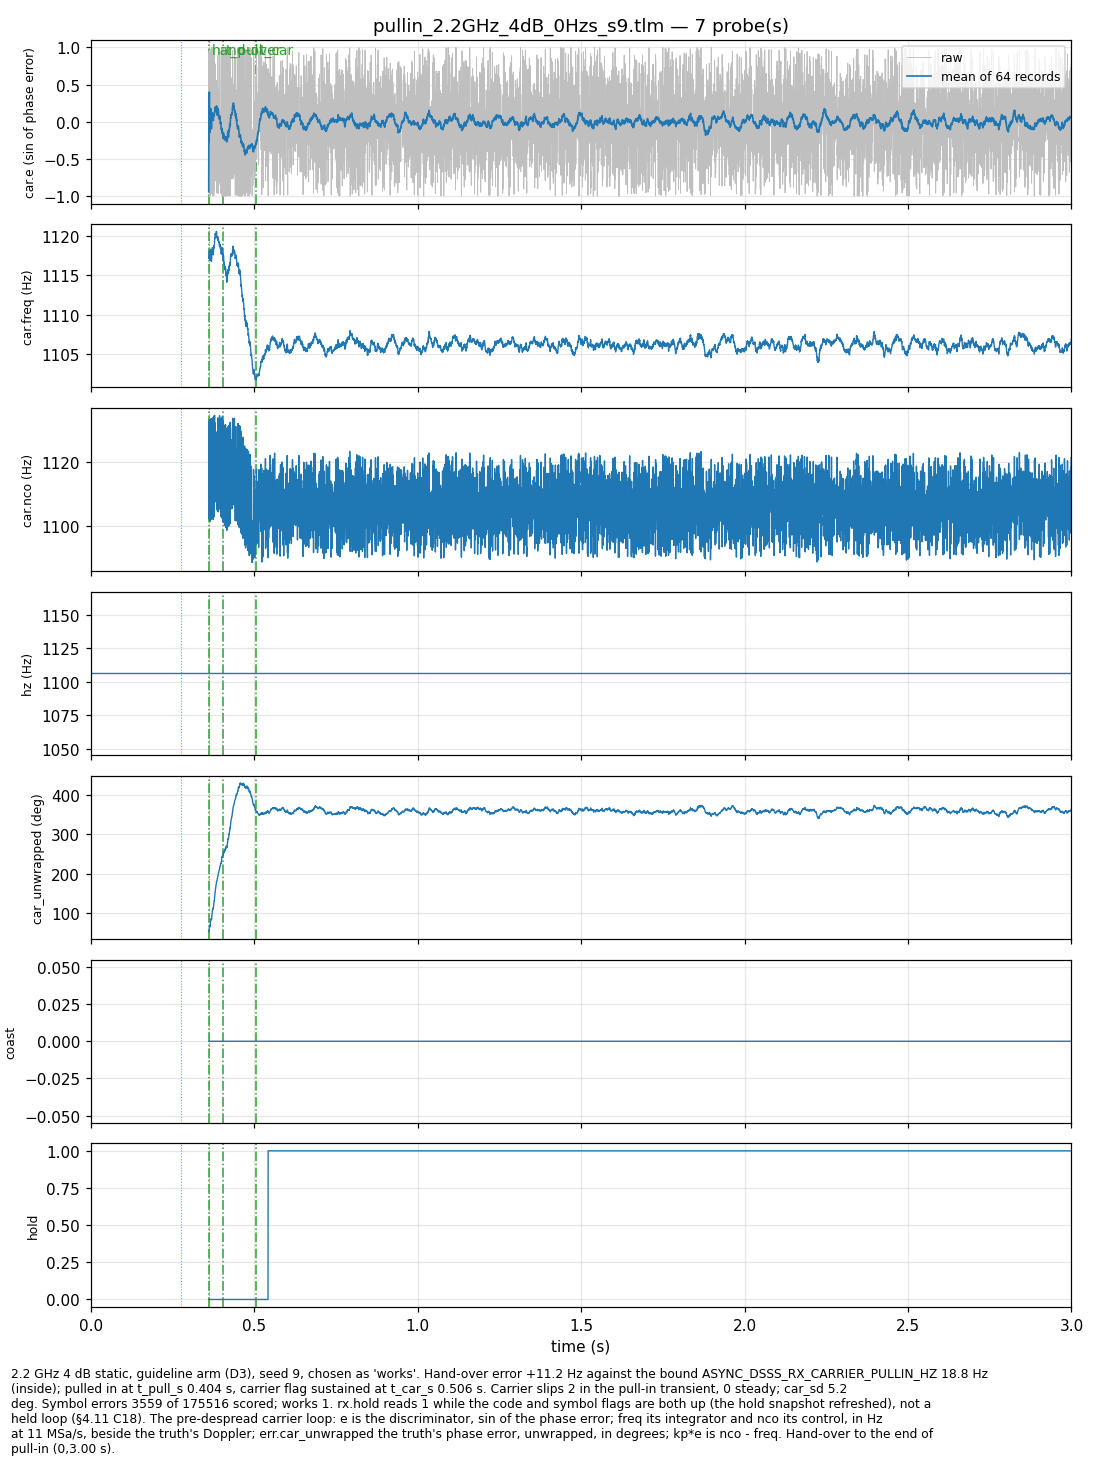 pullin_2.2GHz_4dB_0Hzs_s9.tlm — 7 probe(s)
car.e (sin of phase error)
1.0
0.5
0.0
−0.5
−1.0
raw
mean of 64 records
car.freq (Hz)
1120
1115
1110
1105
car.nco (Hz)
1120
1100
hz (Hz)
1150
1125
1100
1075
1050
car_unwrapped (deg)
400
300
200
100
coast
0.050
0.025
0.000
−0.025
−0.050
hold
1.00
0.75
0.50
0.25
0.00
0.0 0.5 1.0 1.5 2.0 2.5 3.0
time (s)
2.2 GHz 4 dB static, guideline arm (D3), seed 9, chosen as 'works'. Hand-over error +11.2 Hz against the bound ASYNC_DSSS_RX_CARRIER_PULLIN_HZ 18.8 Hz
(inside); pulled in at t_pull_s 0.404 s, carrier flag sustained at t_car_s 0.506 s. Carrier slips 2 in the pull-in transient, 0 steady; car_sd 5.2
deg. Symbol errors 3559 of 175516 scored; works 1. rx.hold reads 1 while the code and symbol flags are both up (the hold snapshot refreshed), not a
held loop (§4.11 C18). The pre-despread carrier loop: e is the discriminator, sin of the phase error; freq its integrator and nco its control, in Hz
at 11 MSa/s, beside the truth's Doppler; err.car_unwrapped the truth's phase error, unwrapped, in degrees; kp*e is nco - freq. Hand-over to the end of
pull-in (0,3.00 s).